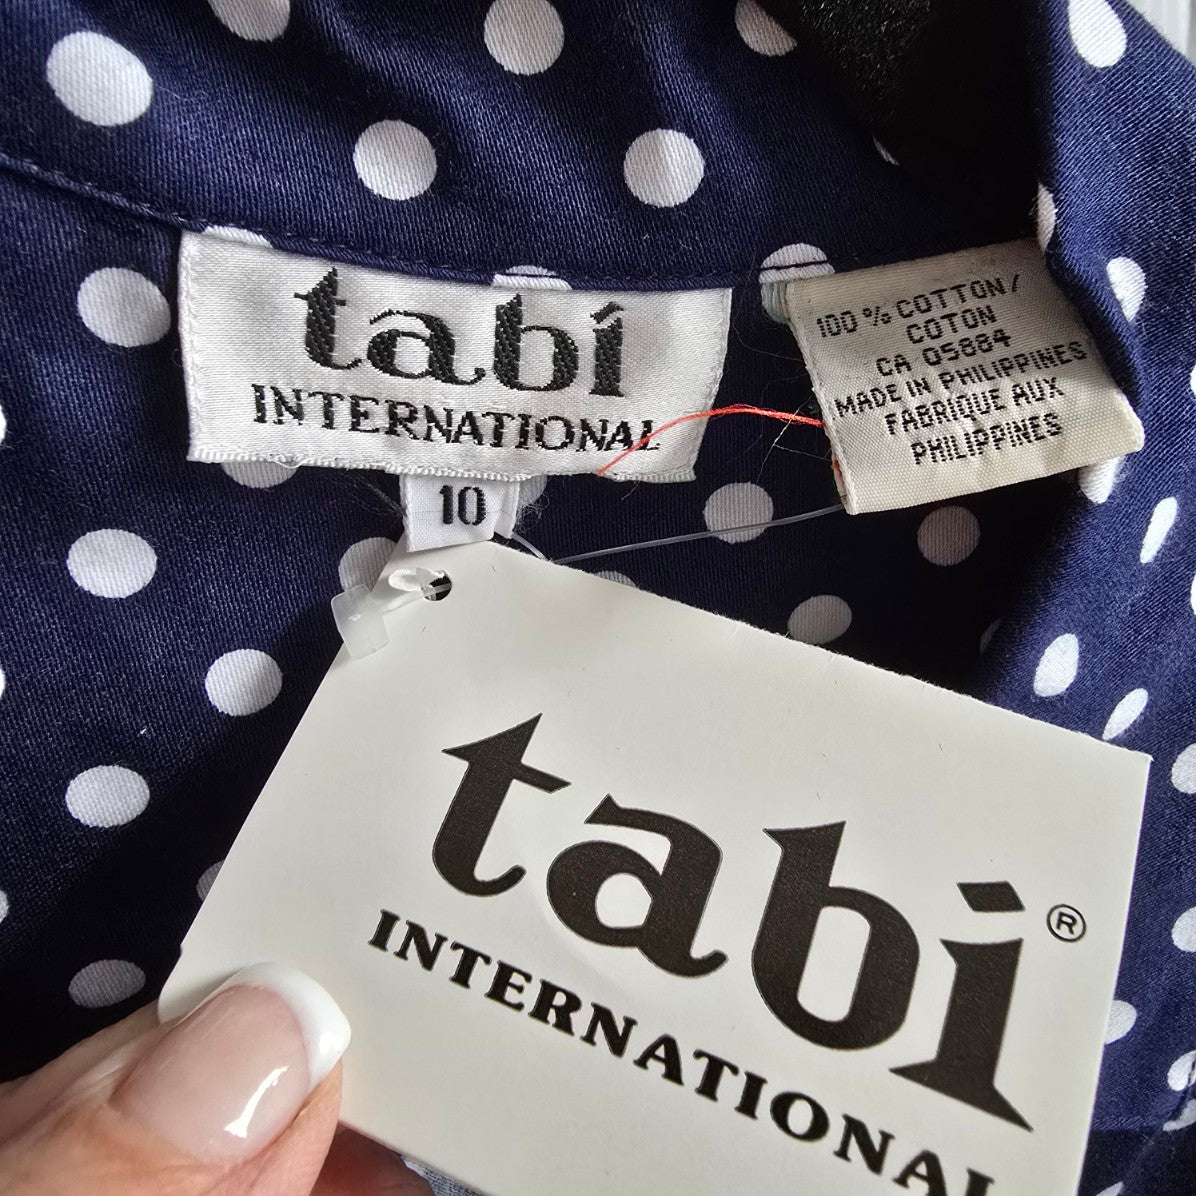 tabi
INTERNATIONAL
10
100 % COTTON/
COTON
CA 05884
MADE IN PHILIPPINES
FABRIQUE AUX
PHILIPPINES
tabi®
INTERNATIONAL